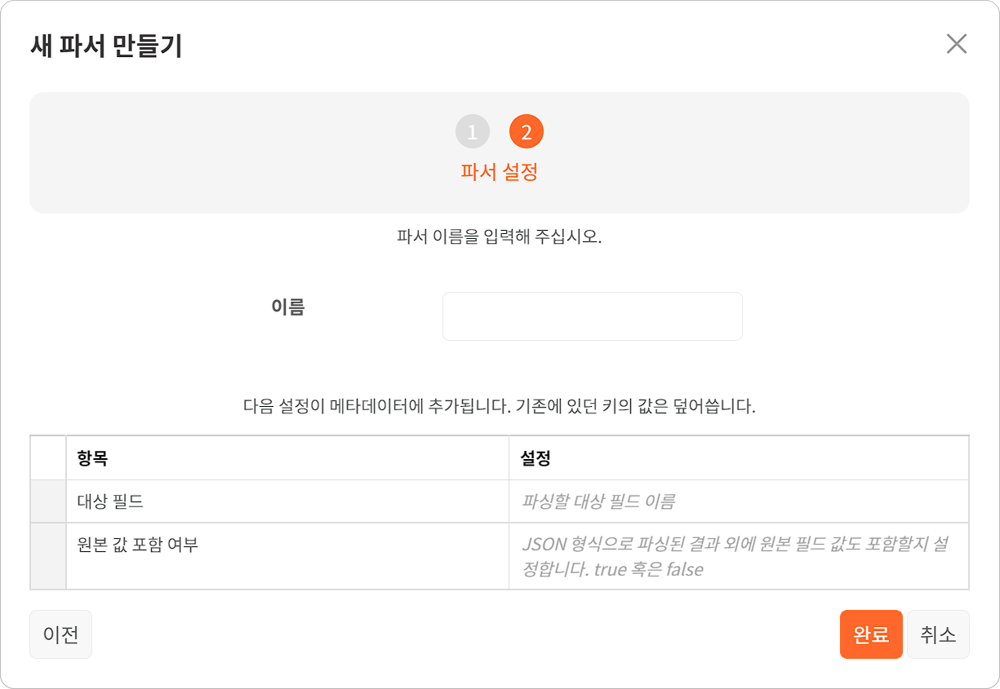 새 파서 만들기
1 2
파서 설정
파서 이름을 입력해 주십시오.
이름
다음 설정이 메타데이터에 추가됩니다. 기존에 있던 키의 값은 덮어씁니다.
항목 설정
대상 필드 파싱할 대상 필드 이름
원본 값 포함 여부 JSON 형식으로 파싱된 결과 외에 원본 필드 값도 포함할지 설
정합니다. true 혹은 false
이전 완료 취소